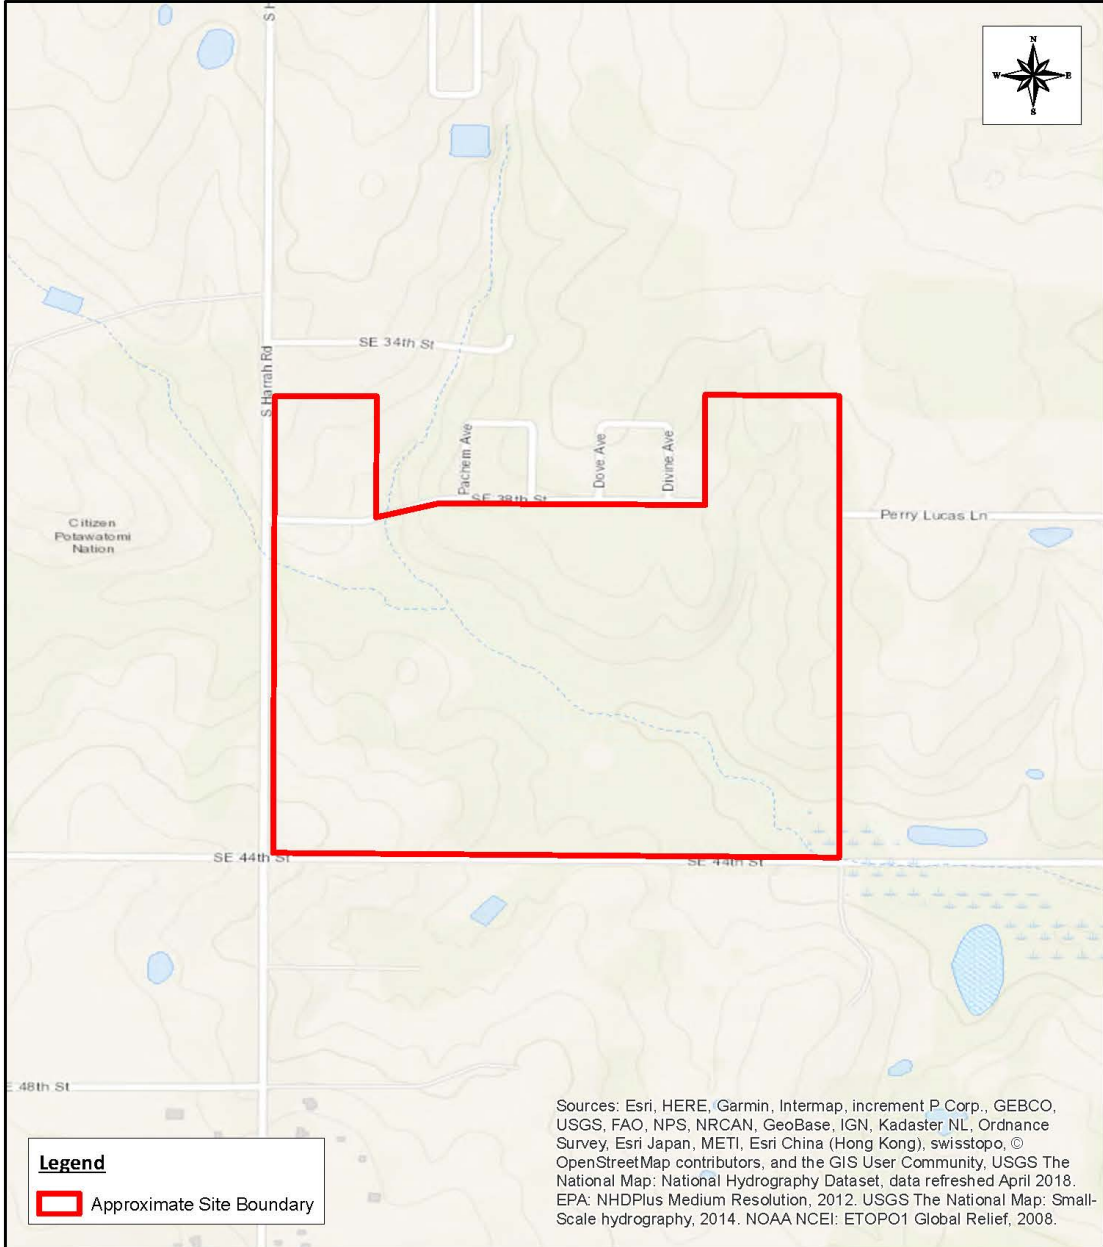 S H
N
W E
S
SE 34th St
S Harrah Rd
Pachem Ave
Dove Ave
Divine Ave
SE 38th St
Perry Lucas Ln
Citizen
Potawatomi
Nation
SE 44th St
SE 44th St
E 48th St
Sources: Esri, HERE, Garmin, Intermap, increment P Corp., GEBCO,
USGS, FAO, NPS, NRCAN, GeoBase, IGN, Kadaster NL, Ordnance
Survey, Esri Japan, METI, Esri China (Hong Kong), swisstopo, ©
OpenStreetMap contributors, and the GIS User Community, USGS The
National Map: National Hydrography Dataset, data refreshed April 2018.
EPA: NHDPlus Medium Resolution, 2012. USGS The National Map: Small-
Scale hydrography, 2014. NOAA NCEI: ETOPO1 Global Relief, 2008.
Legend
Approximate Site Boundary